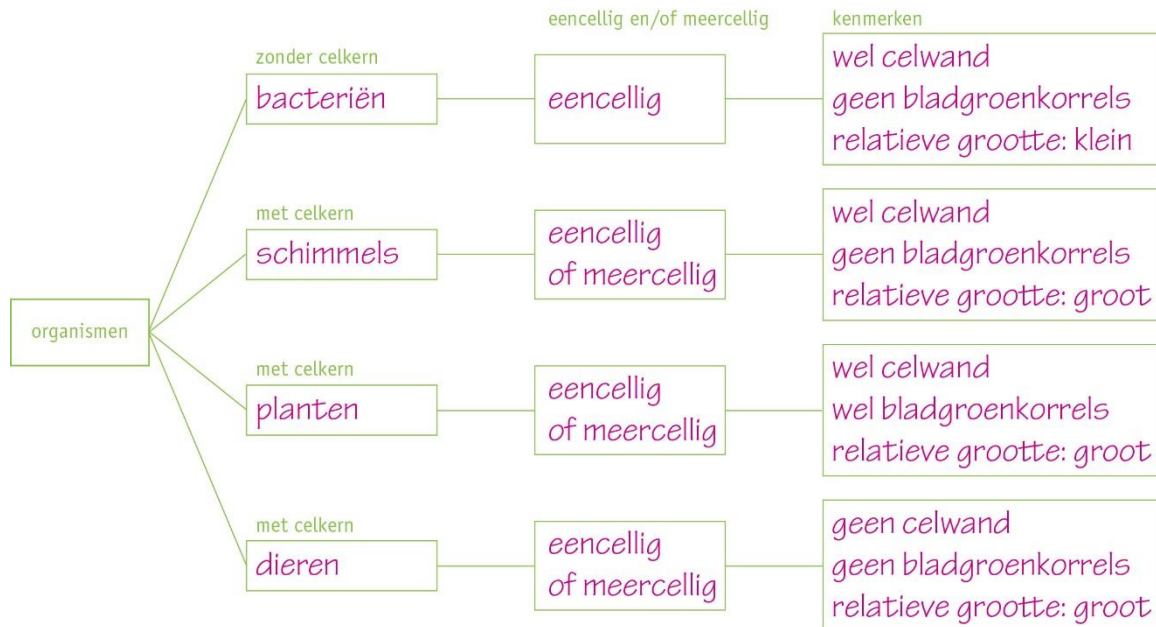 eencellig en/of meercellig
kenmerken
zonder celkern
bacteriën
eencellig
wel celwand
geen bladgroenkorrels
relatieve grootte: klein
met celkern
schimmels
eencellig
of meercellig
wel celwand
geen bladgroenkorrels
relatieve grootte: groot
organismen
met celkern
planten
eencellig
of meercellig
wel celwand
wel bladgroenkorrels
relatieve grootte: groot
met celkern
dieren
eencellig
of meercellig
geen celwand
geen bladgroenkorrels
relatieve grootte: groot